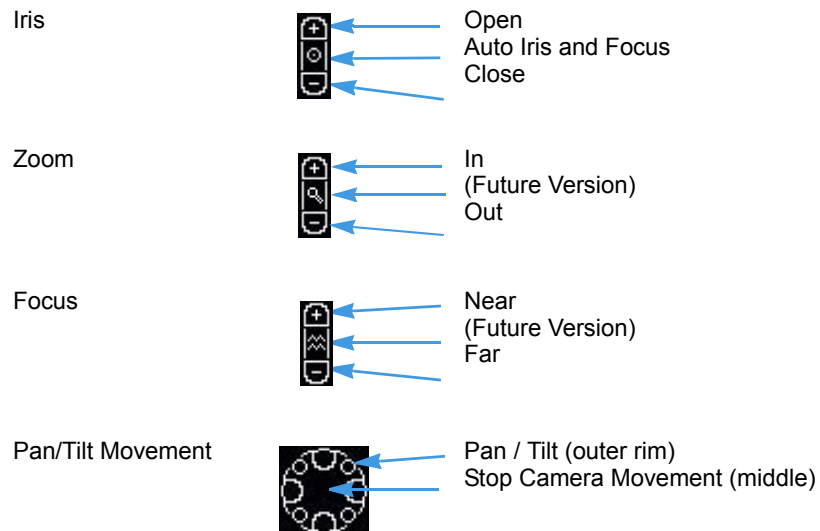 Iris
Open
Auto Iris and Focus
Close
Zoom
In
(Future Version)
Out
Focus
Near
(Future Version)
Far
Pan/Tilt Movement
Pan / Tilt (outer rim)
Stop Camera Movement (middle)